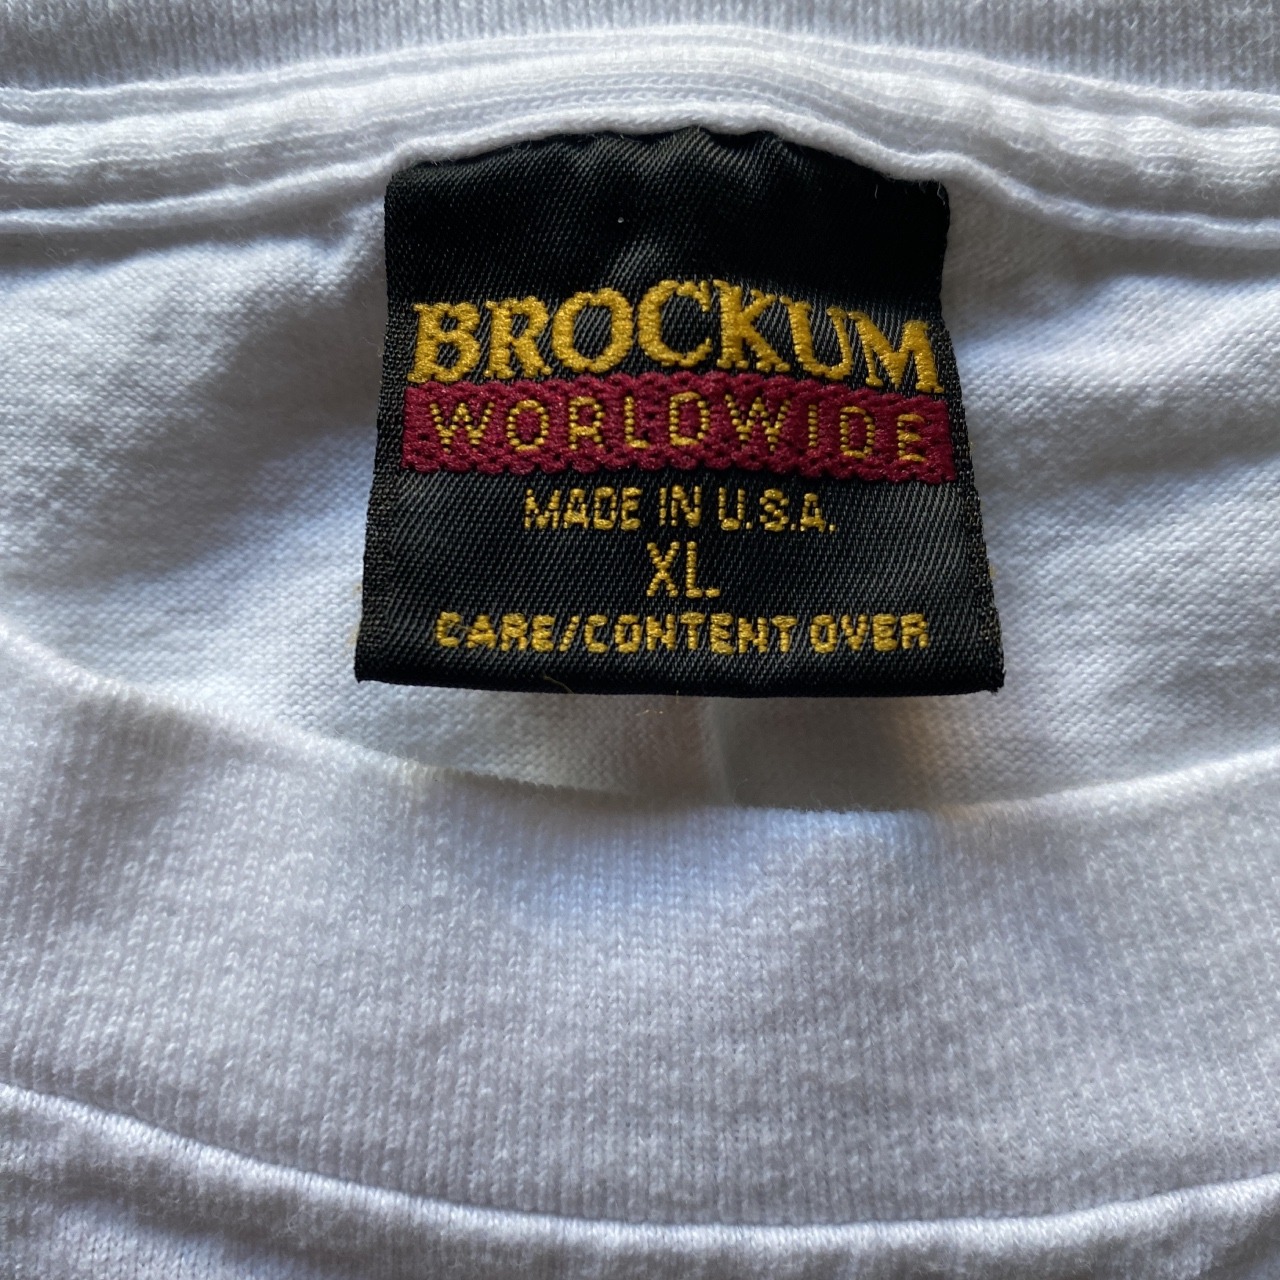 BROCKUM
WORLDWIDE
MADE IN U.S.A.
XL.
CARE/CONTENT OVER